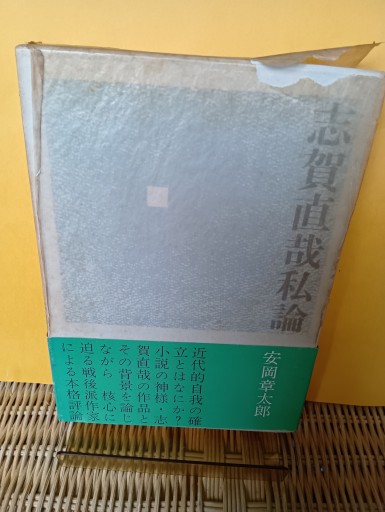 志賀直哉私論
安岡章太郎
近代的自我の確
立とはなにか?
小説の神様・志
賀直哉の作品と
その背景を論じ
ながら 核心に
迫る戦後派作家
による本格評論